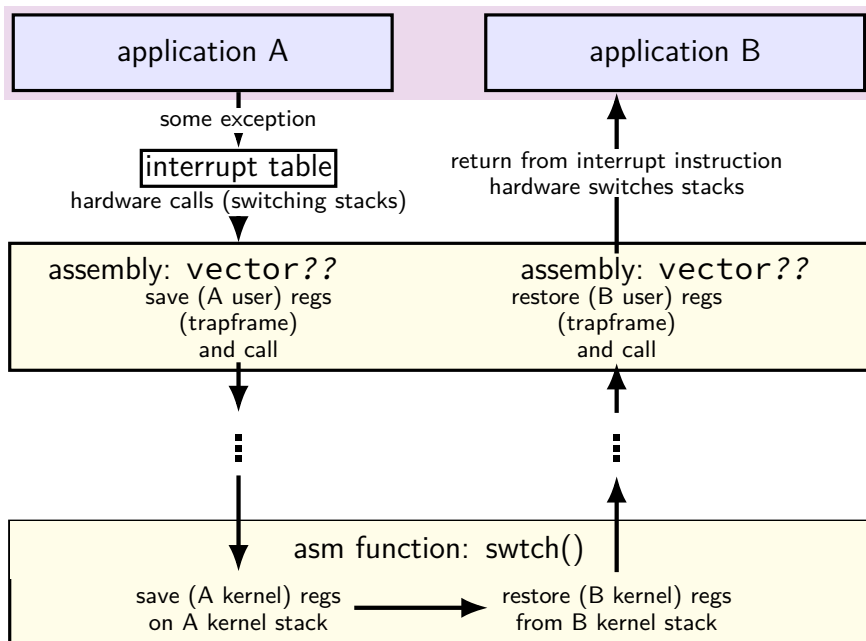 application A
application B
some exception
interrupt table
hardware calls (switching stacks)
return from interrupt instruction
hardware switches stacks
assembly: vector??
save (A user) regs
(trapframe)
and call
assembly: vector??
restore (B user) regs
(trapframe)
and call
asm function: swtch()
save (A kernel) regs
on A kernel stack
restore (B kernel) regs
from B kernel stack